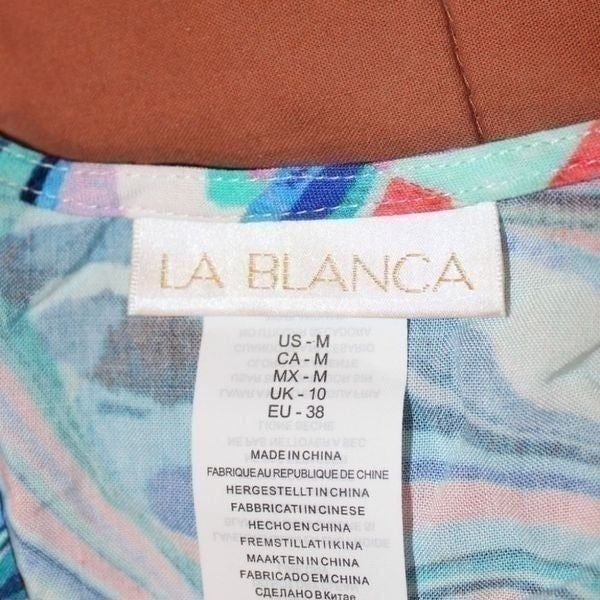 LA BLANCA
US - M
CA - M
MX - M
UK - 10
EU - 38
MADE IN CHINA
FABRIQUE AU REPUBLIQUE DE CHINE
HERGESTELLT IN CHINA
FABBRICATI IN CINESE
HECHO EN CHINA
FREMSTILLAT I KINA
MAAKTEN IN CHINA
FABRICADO EM CHINA
СДЕЛАНО В Китае